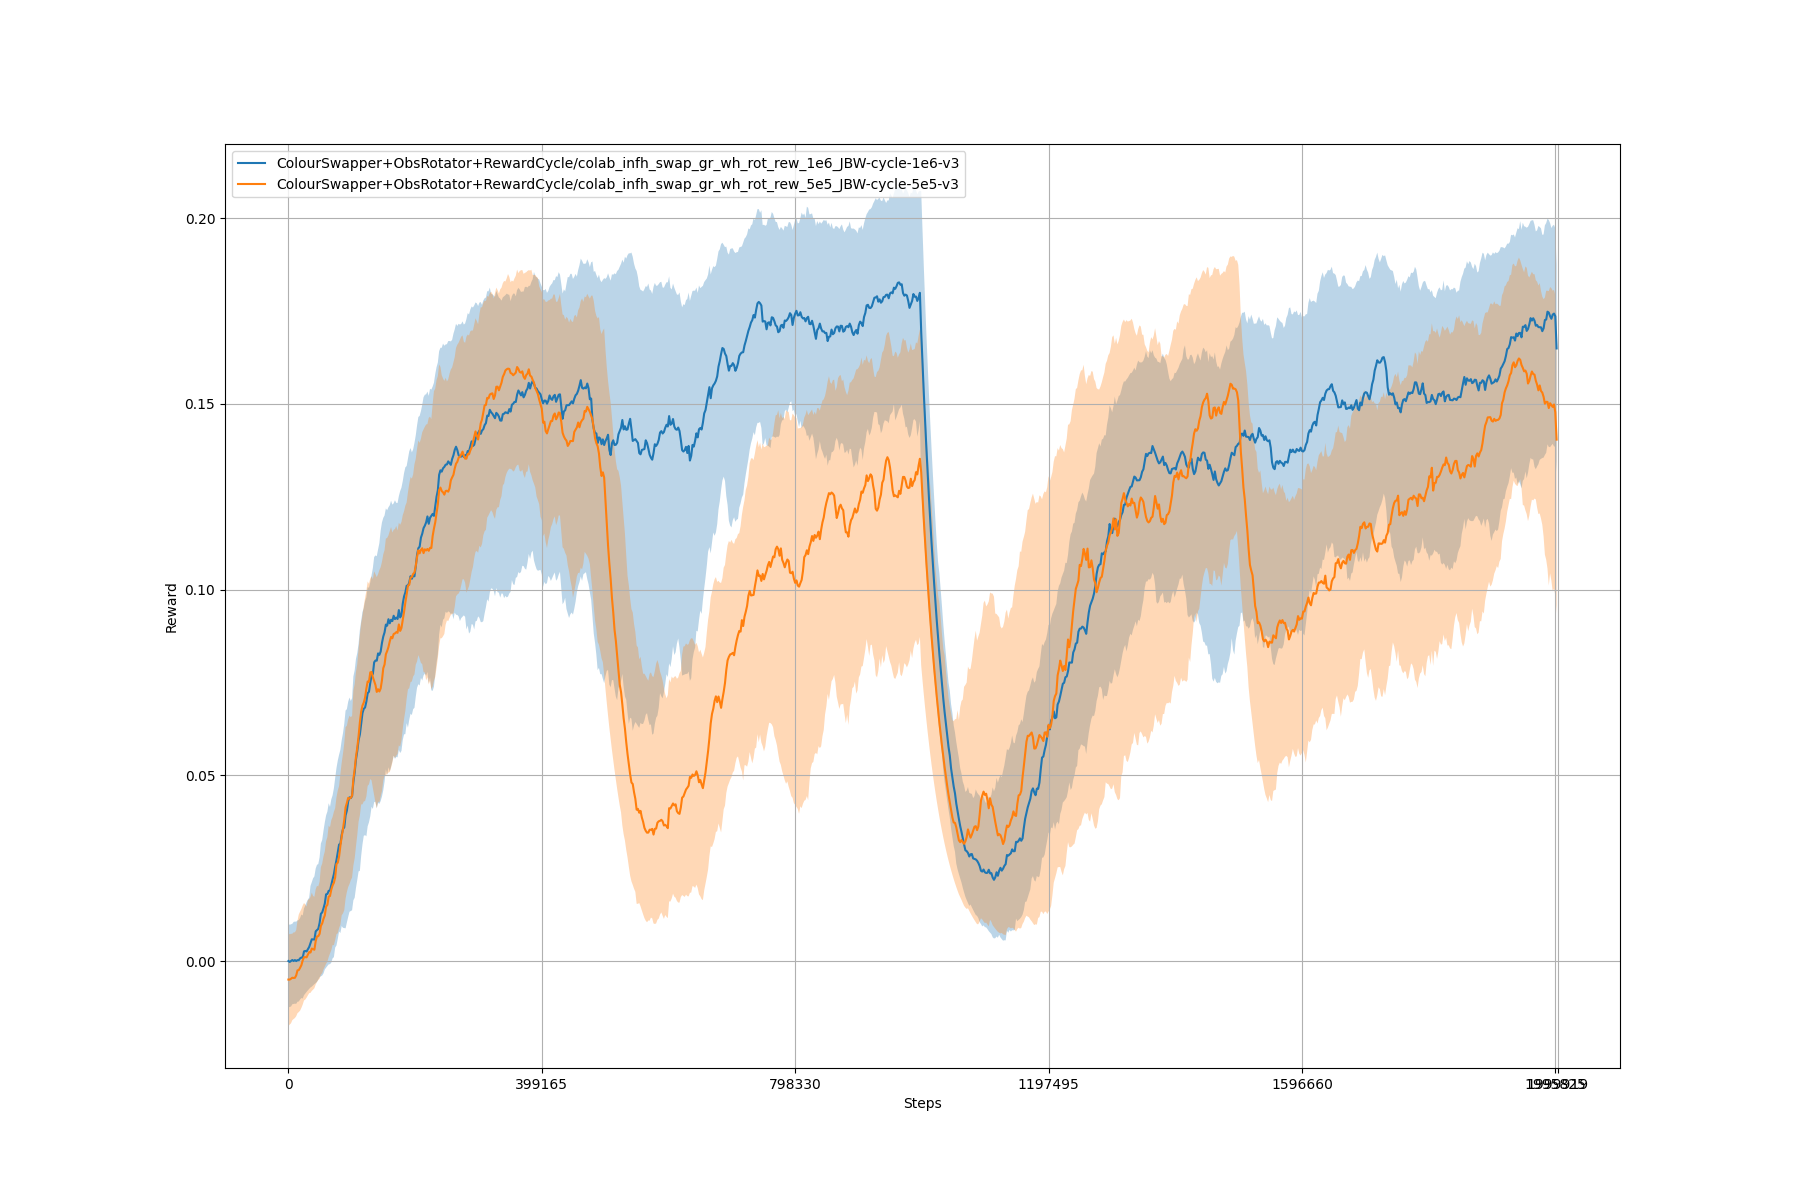 ColourSwapper+ObsRotator+RewardCycle/colab_infh_swap_gr_wh_rot_rew_1e6_JBW-cycle-1e6-v3
ColourSwapper+ObsRotator+RewardCycle/colab_infh_swap_gr_wh_rot_rew_5e5_JBW-cycle-5e5-v3
0.20
0.15
0.10
0.05
0.00
Reward
0 399165 798330 1197495 1596660
Steps